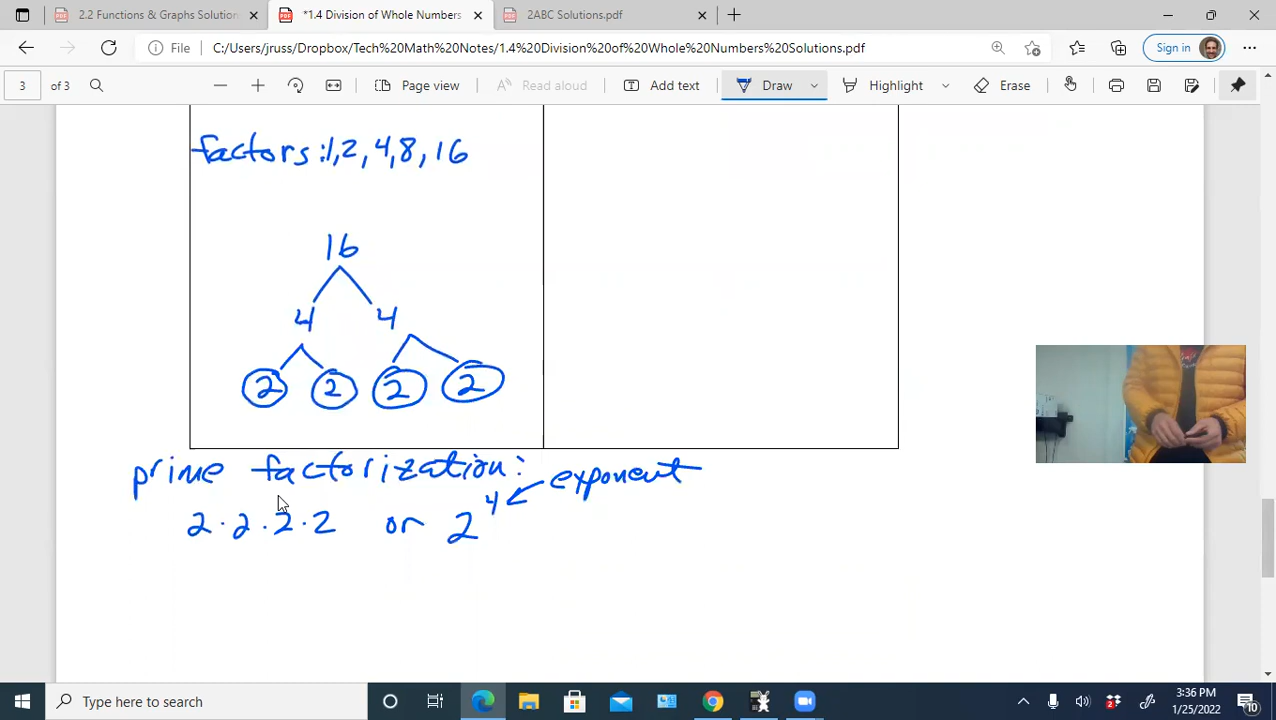 2.2 Functions & Graphs Solution
*1.4 Division of Whole Numbers
2ABC Solutions.pdf
File C:/Users/jruss/Dropbox/Tech%20Math%20Notes/1.4%20Division%20of%20Whole%20Numbers%20Solutions.pdf
Sign in
3 of 3
Page view
Read aloud
Add text
Draw
Highlight
Erase
factors: 1, 2, 4, 8, 16
16
4 4
2 2 2 2
prime factorization: exponent
2 · 2 · 2 · 2 or 2⁴
Type here to search
3:36 PM
1/25/2022
2
10